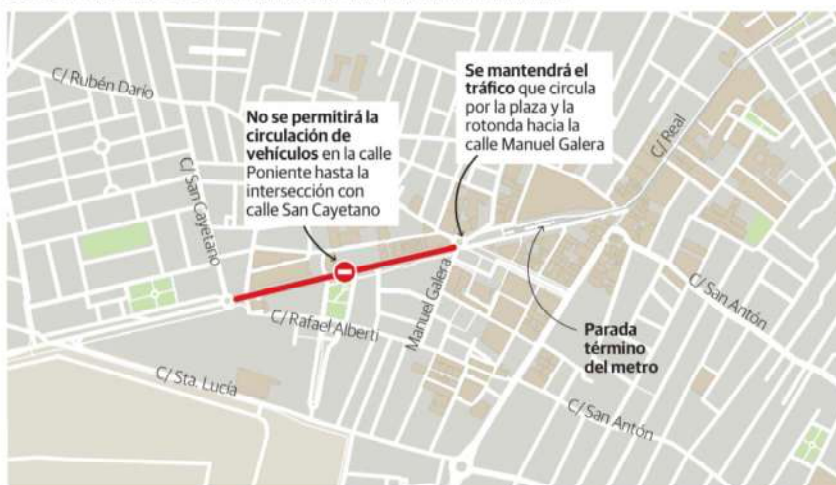 C/ Rubén Darío
C/ San Cayetano
No se permitirá la
circulación de
vehículos en la calle
Poniente hasta la
intersección con
calle San Cayetano
Se mantendrá el
tráfico que circula
por la plaza y la
rotonda hacia la
calle Manuel Galera
C/ Real
Manuel Galera
C/ Rafael Alberti
C/ Sta. Lucía
Parada
término
del metro
C/ San Antón
C/ San Antón